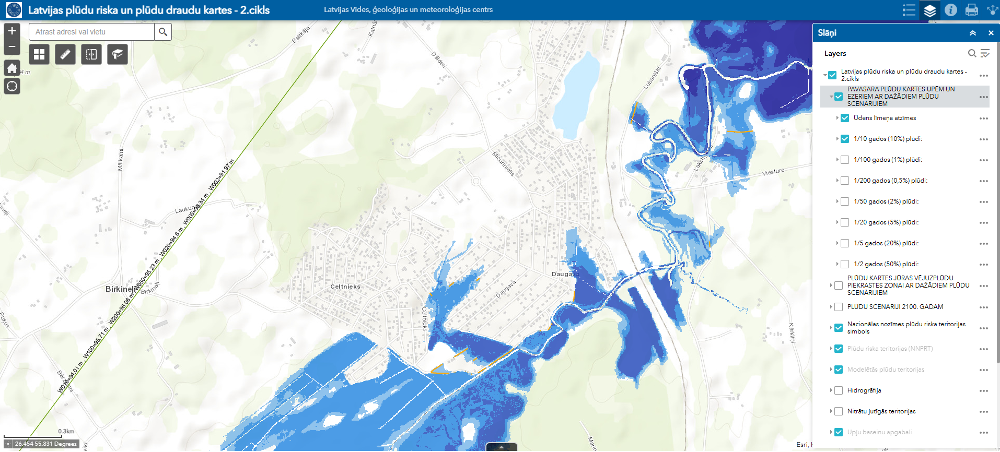 Latvijas plūdu riska un plūdu draudu kartes - 2.cikls
Latvijas Vides, ģeoloģijas un meteoroloģijas centrs
Atrast adresi vai vietu
Slāņi
Layers
Latvijas plūdu riska un plūdu draudu kartes -
2.cikls
PAVASARA PLŪDU KARTES UPĒM UN
EZERIEM AR DAŽĀDIEM PLŪDU
SCENĀRIJIEM
Ūdens līmeņa atzīmes
1/10 gados (10%) plūdi:
1/100 gados (1%) plūdi:
1/200 gados (0,5%) plūdi:
1/50 gados (2%) plūdi:
1/20 gados (5%) plūdi:
1/5 gados (20%) plūdi:
1/2 gados (50%) plūdi:
PLŪDU KARTES JŪRAS VĒJUZPLŪDU
PIEKRASTES ZONAI AR DAŽĀDIEM PLŪDU
SCENĀRIJIEM
PLŪDU SCENĀRIJI 2100. GADAM
Nacionālas nozīmes plūdu riska teritorijas
simbols
Plūdu riska teritorijas (NNPRT)
Modelētās plūdu teritorijas
Hidrogrāfija
Nitrātu jutīgās teritorijas
Upju baseinu apgabali
Baltkāja
Dālderi
Lubaniški
Mālkalni
Mičurinietis
Viesture
Laukuga
W010=94.01 m , W100=95.71 m , W200=96.06 m , W050=95.23 m , W020=94.6 m , W005=93.34 m , W002=91.97 m
Birkineļi
Birkineļi
Celtnieks
Celtnieks
Daugava
Daugava
Kārkliņi
Pukes
0.3km
26.454 55.831 Degrees
Esri,